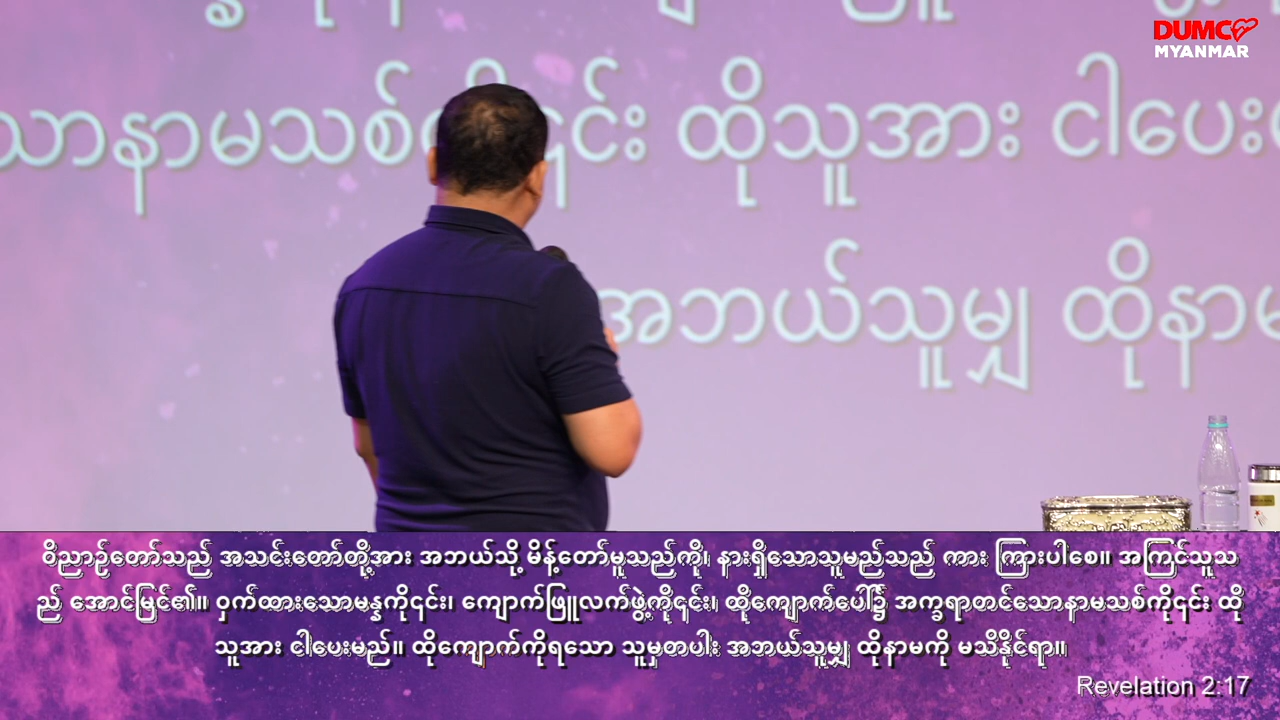 DUMC
MYANMAR
သောနာမသစ်ကို၎င်း ထိုသူအား ငါပေး
အဘယ်သူမျှ ထိုနာမ
ဝိညာဉ်တော်သည် အသင်းတော်တို့အား အဘယ်သို့ မိန့်တော်မူသည်ကို၊ နားရှိသောသူမည်သည် ကား ကြားပါစေ။ အကြင်သူသ
ည် အောင်မြင်၏။ ဝှက်ထားသောမန္နကို၎င်း၊ ကျောက်ဖြူလက်ဖွဲ့ကို၎င်း၊ ထိုကျောက်ပေါ်၌ အက္ခရာတင်သောနာမသစ်ကို၎င်း ထို
သူအား ငါပေးမည်။ ထိုကျောက်ကိုရသော သူမှတပါး အဘယ်သူမျှ ထိုနာမကို မသိနိုင်ရာ။
Revelation 2:17